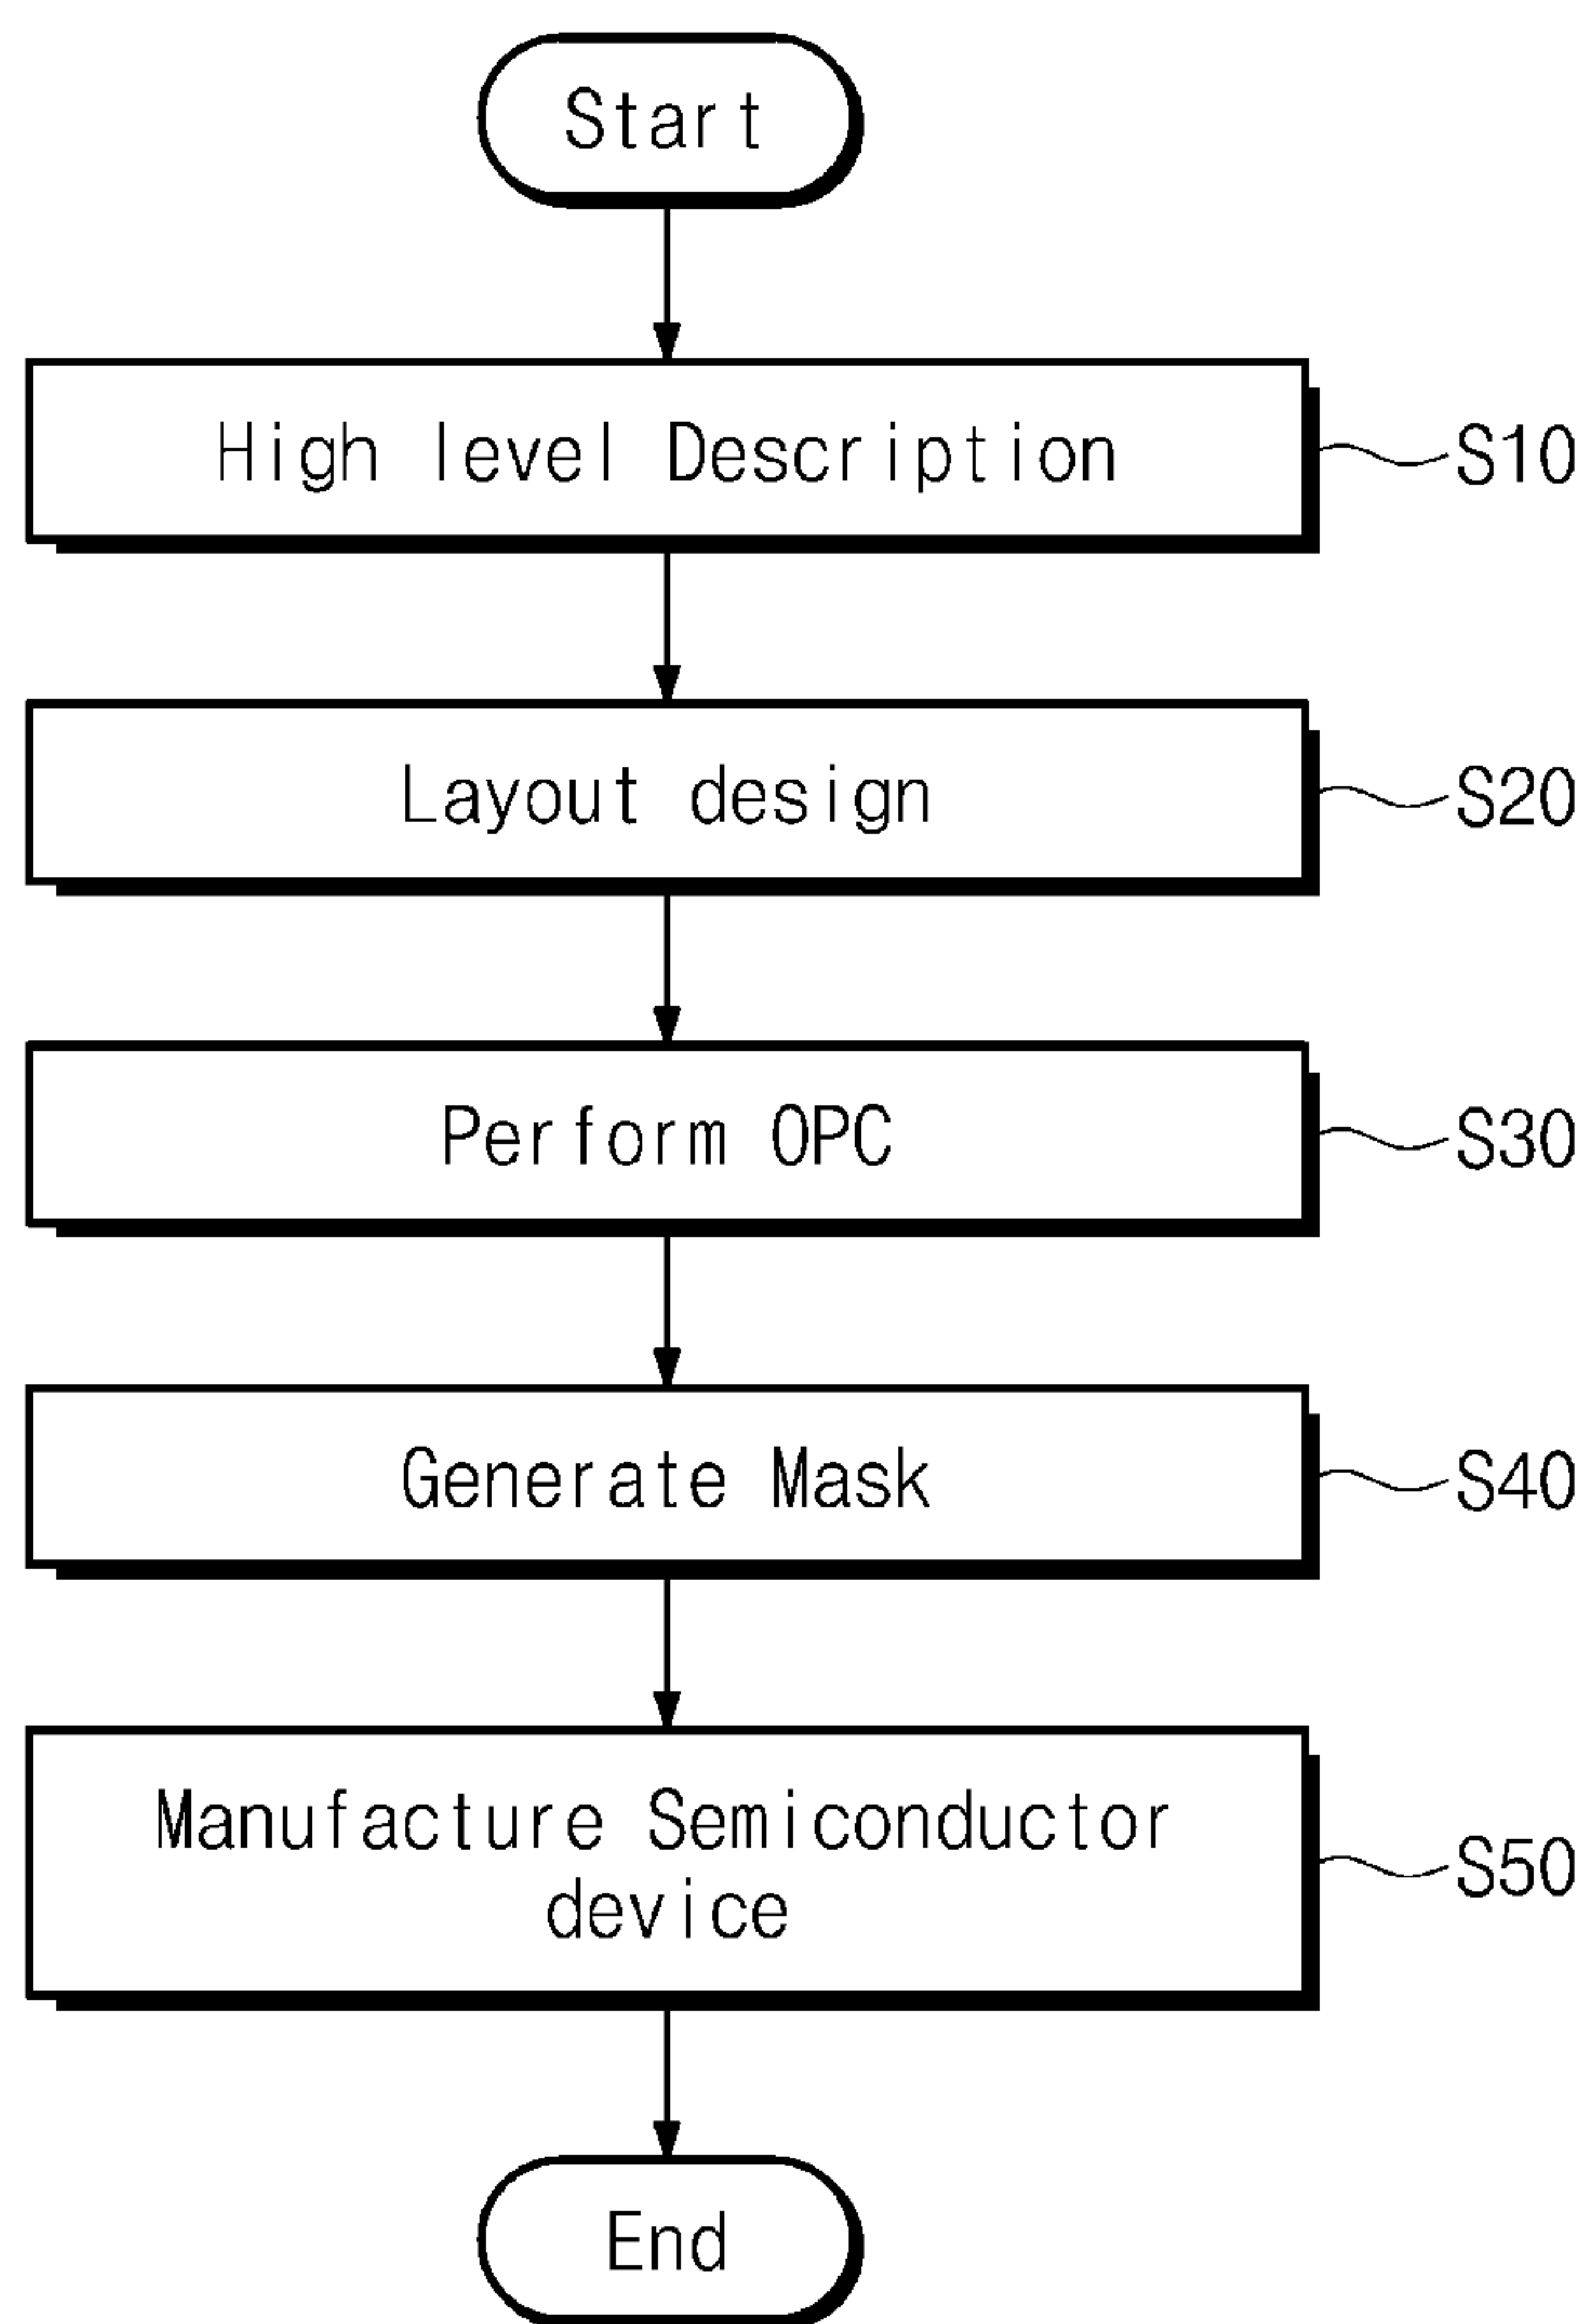 Start
High level Description
S10
Layout design
S20
Perform OPC
S30
Generate Mask
S40
Manufacture Semiconductor
device
S50
End